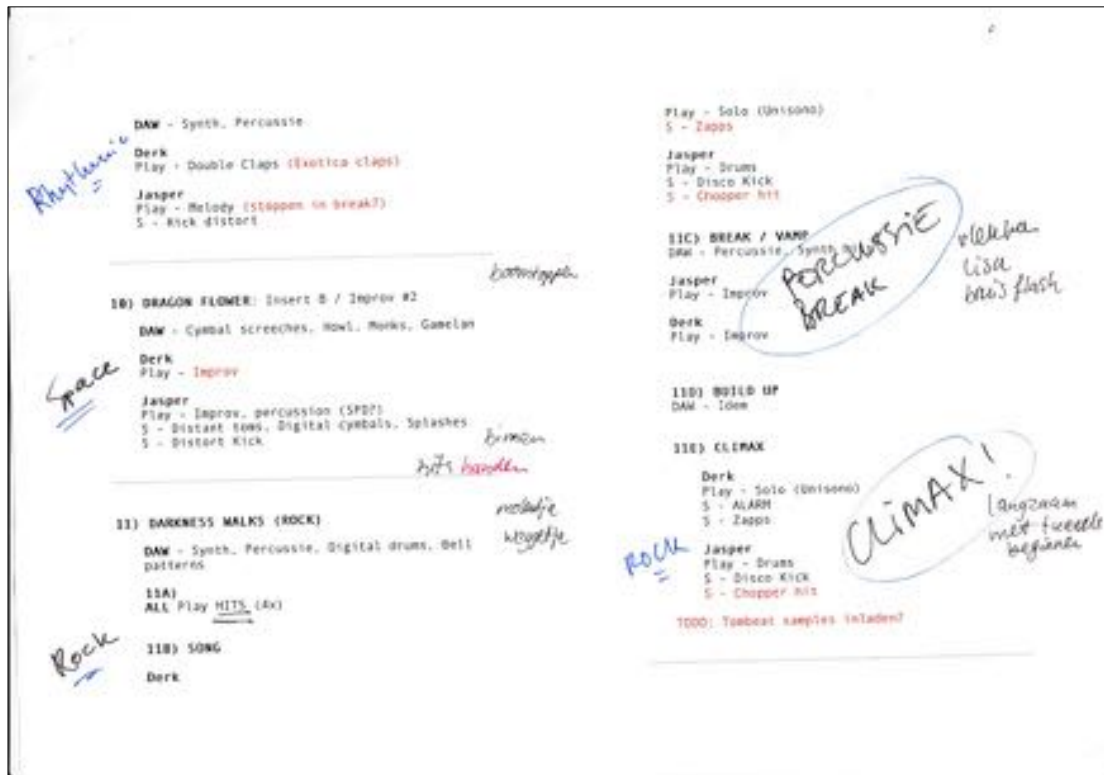 Rhythmic
DAW - Synth, Percussie
Derk
Play - Double Claps (Exotica claps)
Jasper
Play - Melody (stoppen in break?)
S - Kick distort
10) DRAGON FLOWER: Insert B / Improv #2
DAW - Cymbal screeches, Howl, Monks, Gamelan
Space
Derk
Play - Improv
Jasper
Play - Improv, percussion (SPD?)
S - Distant toms, Digital cymbals, Splashes
S - Distort Kick
binnen
hits handen
11) DARKNESS WALKS (ROCK)
DAW - Synth, Percussie, Digital drums, Bell
patterns
11A)
ALL Play HITS (4x)
Rock
11B) SONG
Derk
Play - Solo (Unisono)
S - Zapps
Jasper
Play - Drums
S - Disco Kick
S - Chopper hit
11C) BREAK / VAMP
DAW - Percussie, Synth
Jasper
Play - Improv
Derk
Play - Improv
PORCUSSIE
BREAK
lisa
flash
11D) BUILD UP
DAW - Idem
11E) CLIMAX
Derk
Play - Solo (Unisono)
S - ALARM
S - Zapps
CLIMAX!
langzaam
met tweede
beginnen
ROCK
Jasper
Play - Drums
S - Disco Kick
S - Chopper hit
TODO: Tombeat samples inladen?